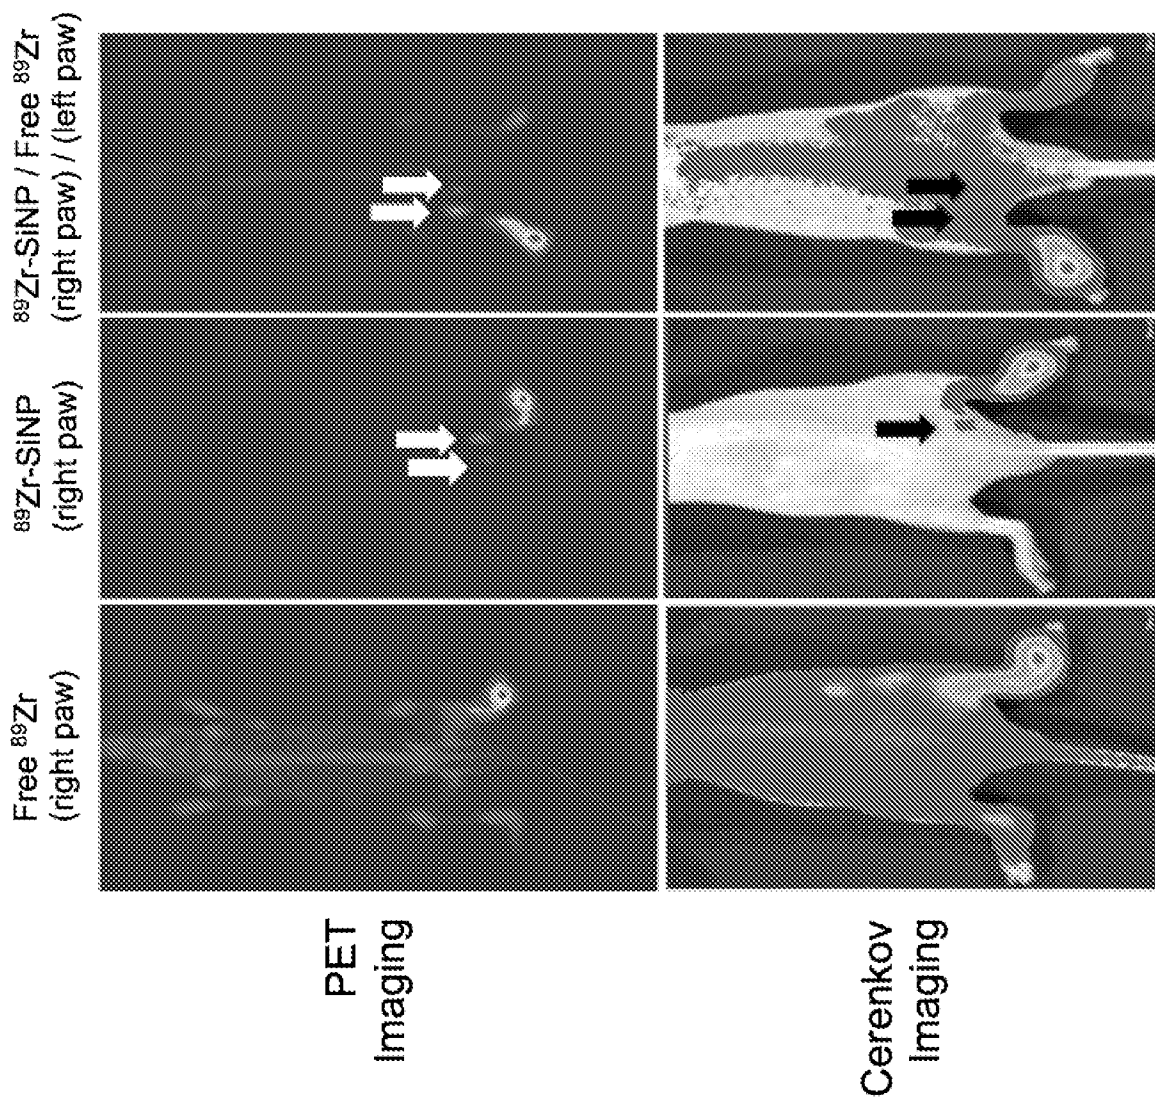 Free ⁸⁹Zr
(right paw)
⁸⁹Zr-SiNP
(right paw)
⁸⁹Zr-SiNP / Free ⁸⁹Zr
(right paw) / (left paw)
PET
Imaging
Cerenkov
Imaging